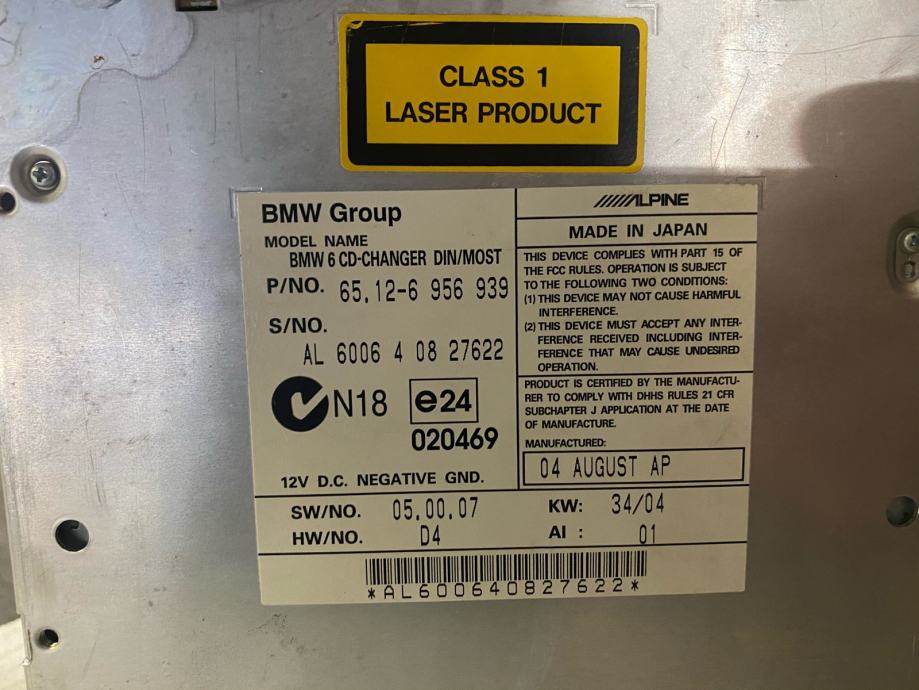 CLASS 1
LASER PRODUCT
BMW Group
MODEL NAME
BMW 6 CD-CHANGER DIN/MOST
P/NO. 65.12-6 956 939
S/NO.
AL 6006 4 08 27622
N18 e24
020469
12V D.C. NEGATIVE GND.
ALPINE
MADE IN JAPAN
THIS DEVICE COMPLIES WITH PART 15 OF
THE FCC RULES. OPERATION IS SUBJECT
TO THE FOLLOWING TWO CONDITIONS:
(1) THIS DEVICE MAY NOT CAUSE HARMFUL
INTERFERENCE.
(2) THIS DEVICE MUST ACCEPT ANY INTER-
FERENCE RECEIVED INCLUDING INTER-
FERENCE THAT MAY CAUSE UNDESIRED
OPERATION.
PRODUCT IS CERTIFIED BY THE MANUFACTU-
RER TO COMPLY WITH DHHS RULES 21 CFR
SUBCHAPTER J APPLICATION AT THE DATE
OF MANUFACTURE.
MANUFACTURED:
04 AUGUST AP
SW/NO. 05.00.07 KW: 34/04
HW/NO. D4 AI : 01
*AL600640827622*